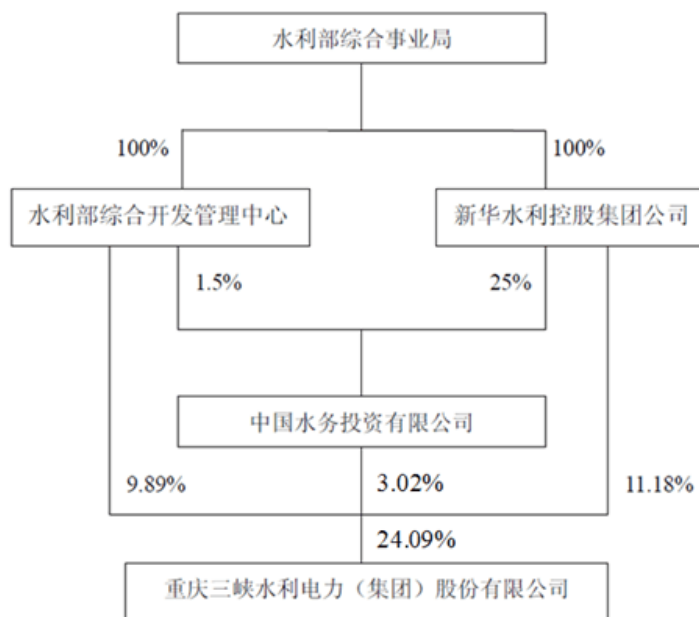 水利部综合事业局
100%
100%
水利部综合开发管理中心
新华水利控股集团公司
1.5%
25%
中国水务投资有限公司
9.89%
3.02%
11.18%
24.09%
重庆三峡水利电力（集团）股份有限公司